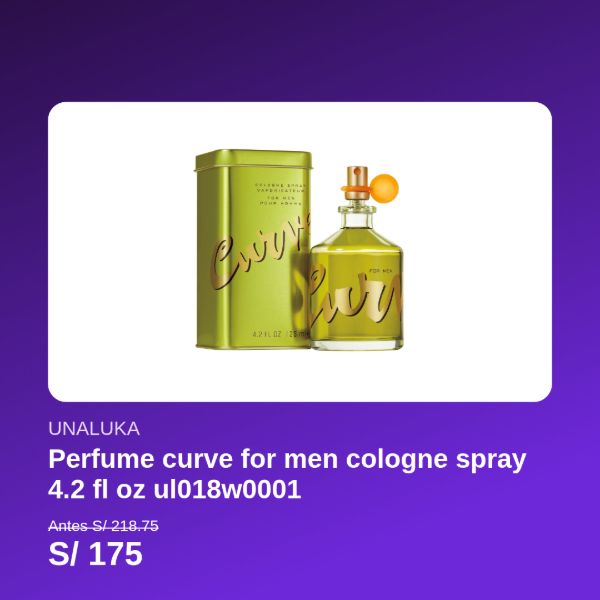 COLOGNE SPRAY
VAPORISATEUR
FOR MEN
POUR HOMME
Curve
4.2 FL OZ
FOR MEN
Curv
UNALUKA
Perfume curve for men cologne spray
4.2 fl oz ul018w0001
Antes S/ 218.75
S/ 175